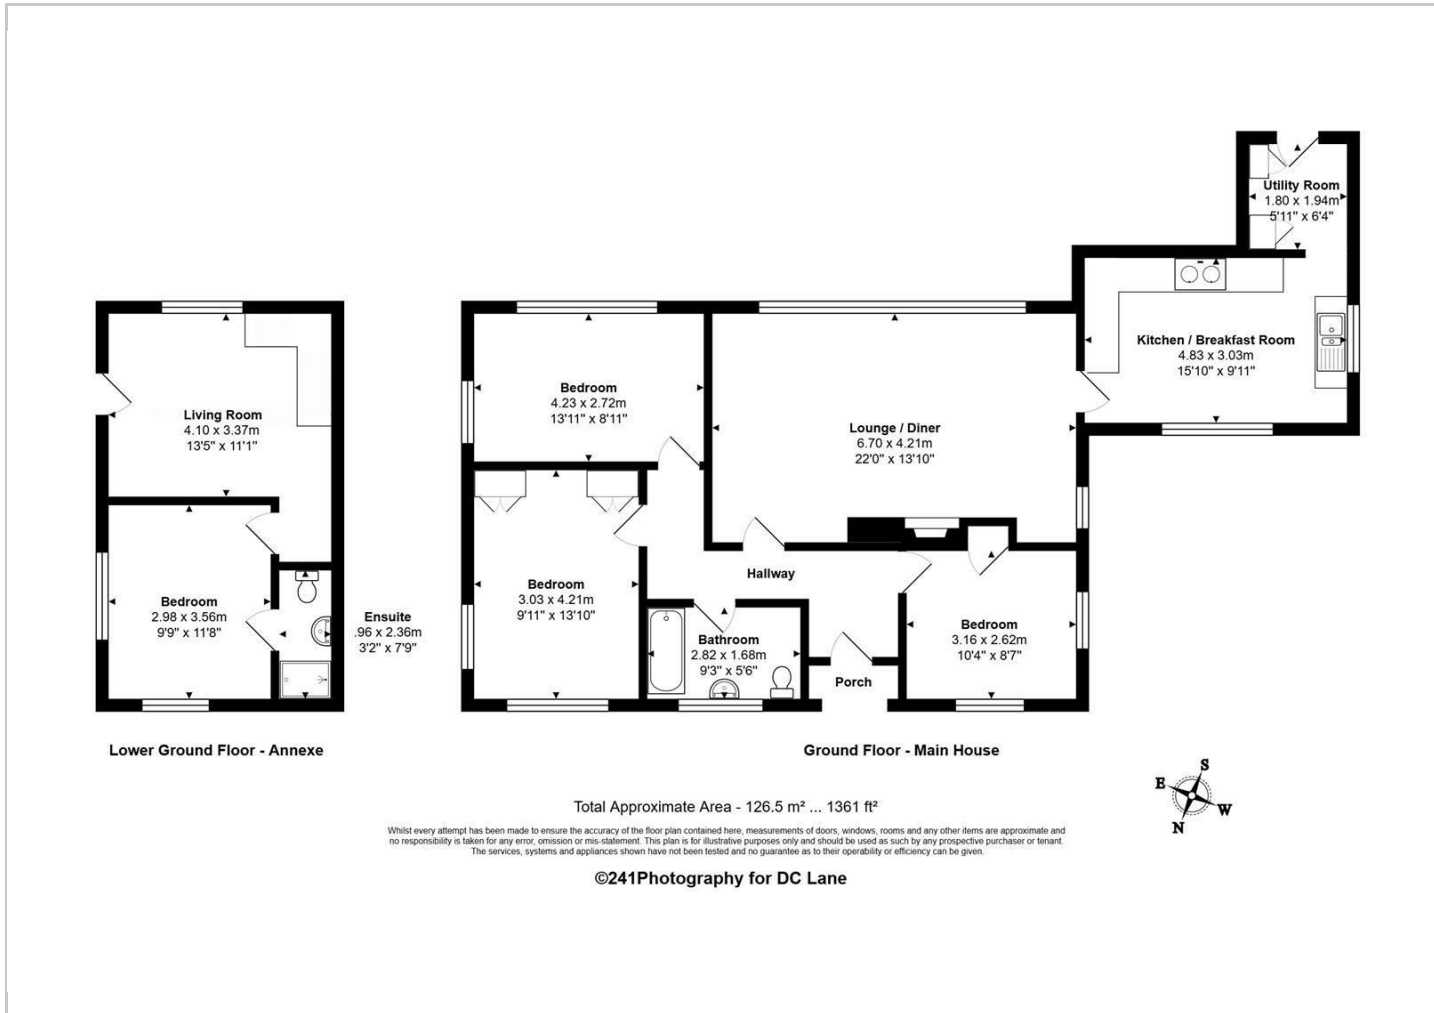 Utility Room
1.80 x 1.94m
5'11" x 6'4"
Kitchen / Breakfast Room
4.83 x 3.03m
15'10" x 9'11"
Bedroom
4.23 x 2.72m
13'11" x 8'11"
Living Room
4.10 x 3.37m
13'5" x 11'1"
Lounge / Diner
6.70 x 4.21m
22'0" x 13'10"
Hallway
Bedroom
3.03 x 4.21m
9'11" x 13'10"
Bedroom
2.98 x 3.56m
9'9" x 11'8"
Ensuite
.96 x 2.36m
3'2" x 7'9"
Bathroom
2.82 x 1.68m
9'3" x 5'6"
Bedroom
3.16 x 2.62m
10'4" x 8'7"
Porch
Lower Ground Floor - Annexe
Ground Floor - Main House
S
E
W
N
Total Approximate Area - 126.5 m² ... 1361 ft²
Whilst every attempt has been made to ensure the accuracy of the floor plan contained here, measurements of doors, windows, rooms and any other items are approximate and
no responsibility is taken for any error, omission or mis-statement. This plan is for illustrative purposes only and should be used as such by any prospective purchaser or tenant.
The services, systems and appliances shown have not been tested and no guarantee as to their operability or efficiency can be given.
©241Photography for DC Lane